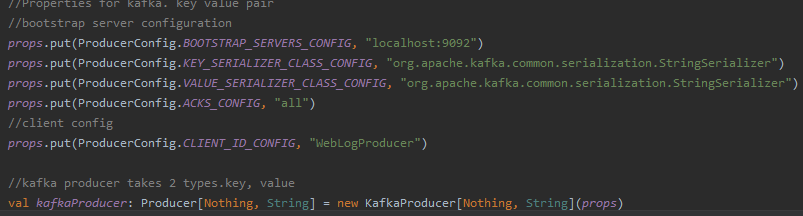 //Properties for kafka. key value pair
//bootstrap server configuration
props.put(ProducerConfig.BOOTSTRAP_SERVERS_CONFIG, "localhost:9092")
props.put(ProducerConfig.KEY_SERIALIZER_CLASS_CONFIG, "org.apache.kafka.common.serialization.StringSerializer")
props.put(ProducerConfig.VALUE_SERIALIZER_CLASS_CONFIG, "org.apache.kafka.common.serialization.StringSerializer")
props.put(ProducerConfig.ACKS_CONFIG, "all")
//client config
props.put(ProducerConfig.CLIENT_ID_CONFIG, "WebLogProducer")
//kafka producer takes 2 types.key, value
val kafkaProducer: Producer[Nothing, String] = new KafkaProducer[Nothing, String](props)